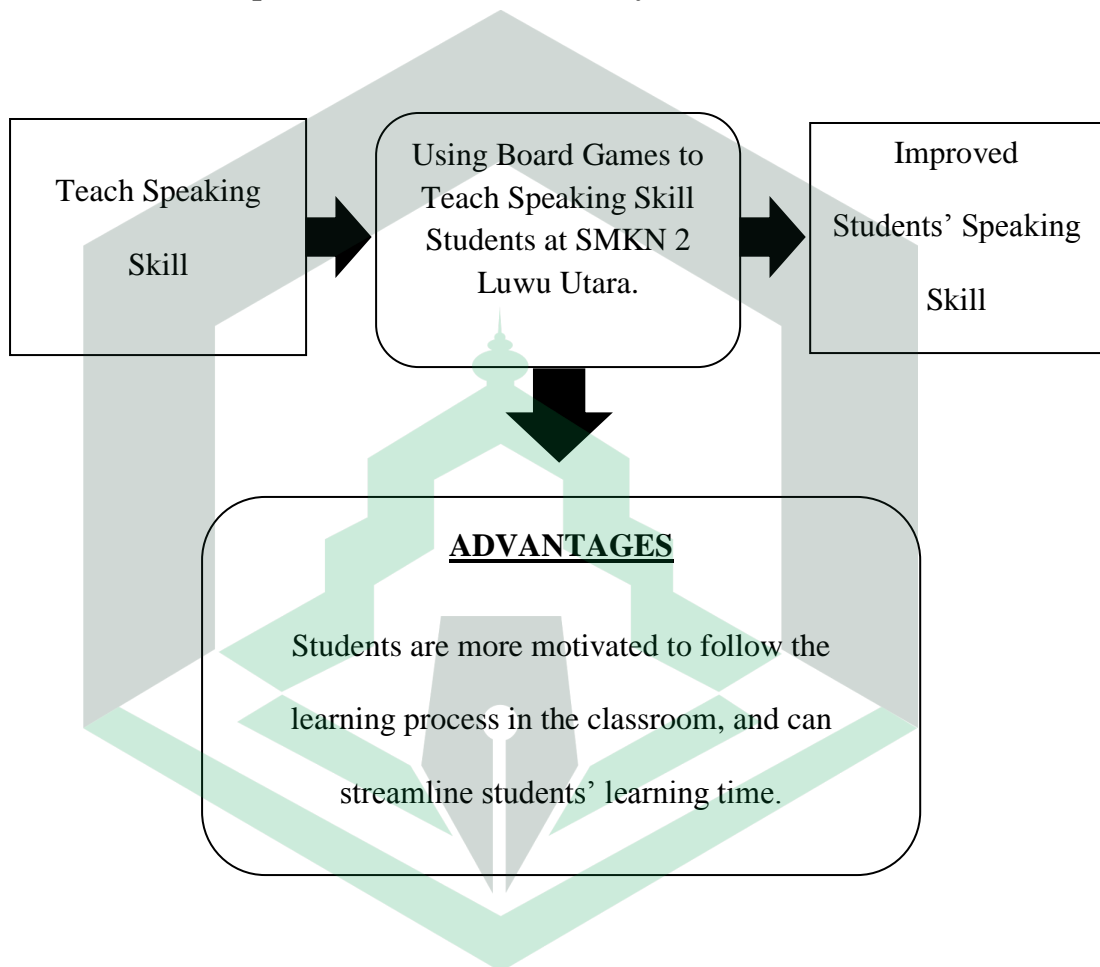 Teach Speaking
Skill
Using Board Games to
Teach Speaking Skill
Students at SMKN 2
Luwu Utara.
Improved
Students’ Speaking
Skill
ADVANTAGES
Students are more motivated to follow the
learning process in the classroom, and can
streamline students’ learning time.